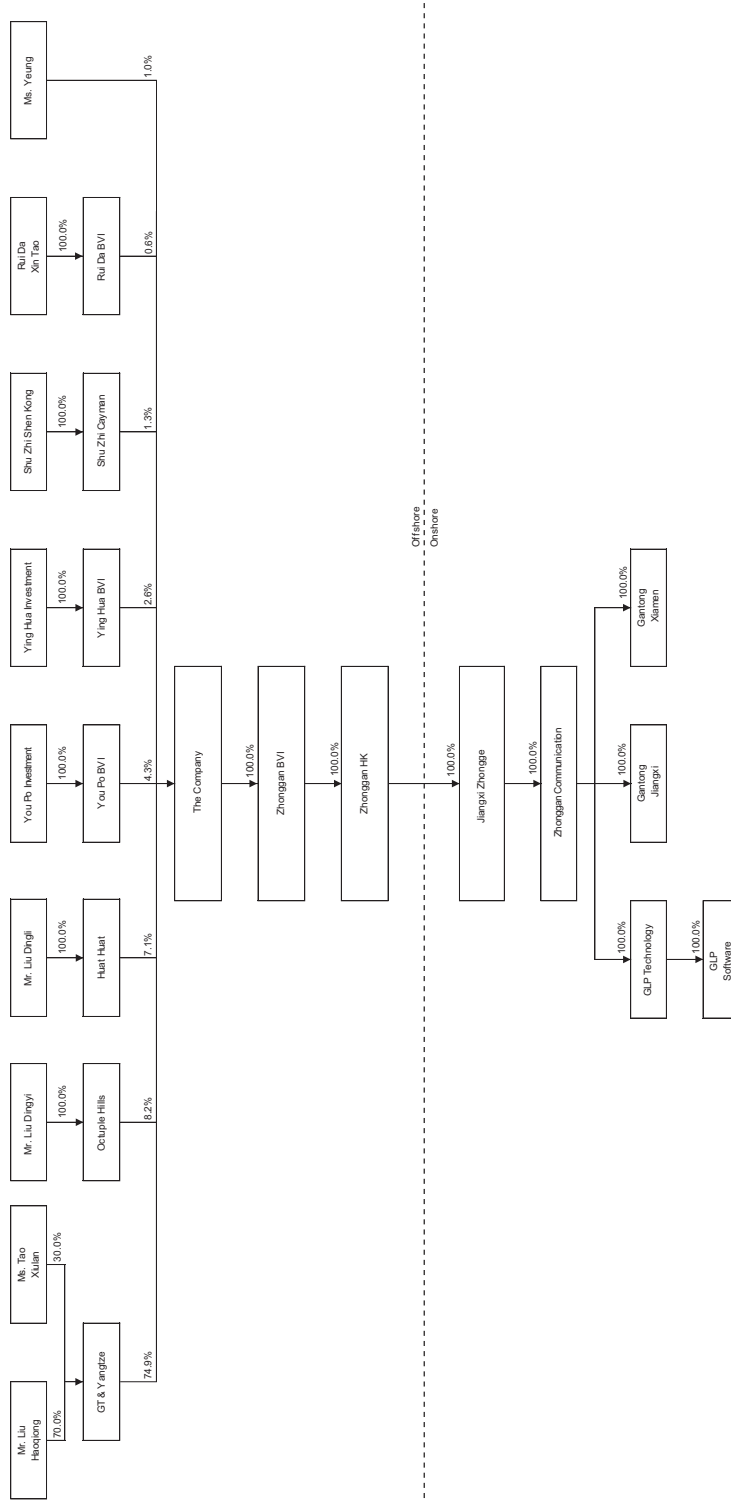 Mr. Liu
Haoqiong
Ms. Tao
Xiulan
Mr. Liu Dingyi
Mr. Liu Dingli
You Po Investment
Ying Hua Investment
Shu Zhi Shen Kong
Rui Da
Xin Tao
Ms. Yeung
70.0%
30.0%
100.0%
100.0%
100.0%
100.0%
100.0%
100.0%
GT & Yangtze
Octuple Hills
Huat Huat
You Po BVI
Ying Hua BVI
Shu Zhi Cayman
Rui Da BVI
74.9%
8.2%
7.1%
4.3%
2.6%
1.3%
0.6%
1.0%
The Company
100.0%
Zhonggan BVI
100.0%
Zhonggan HK
Offshore
Onshore
100.0%
Jiangxi Zhongge
100.0%
Zhonggan Communication
100.0%
100.0%
100.0%
GLP Technology
Gantong
Jiangxi
Gantong
Xiamen
100.0%
GLP
Software